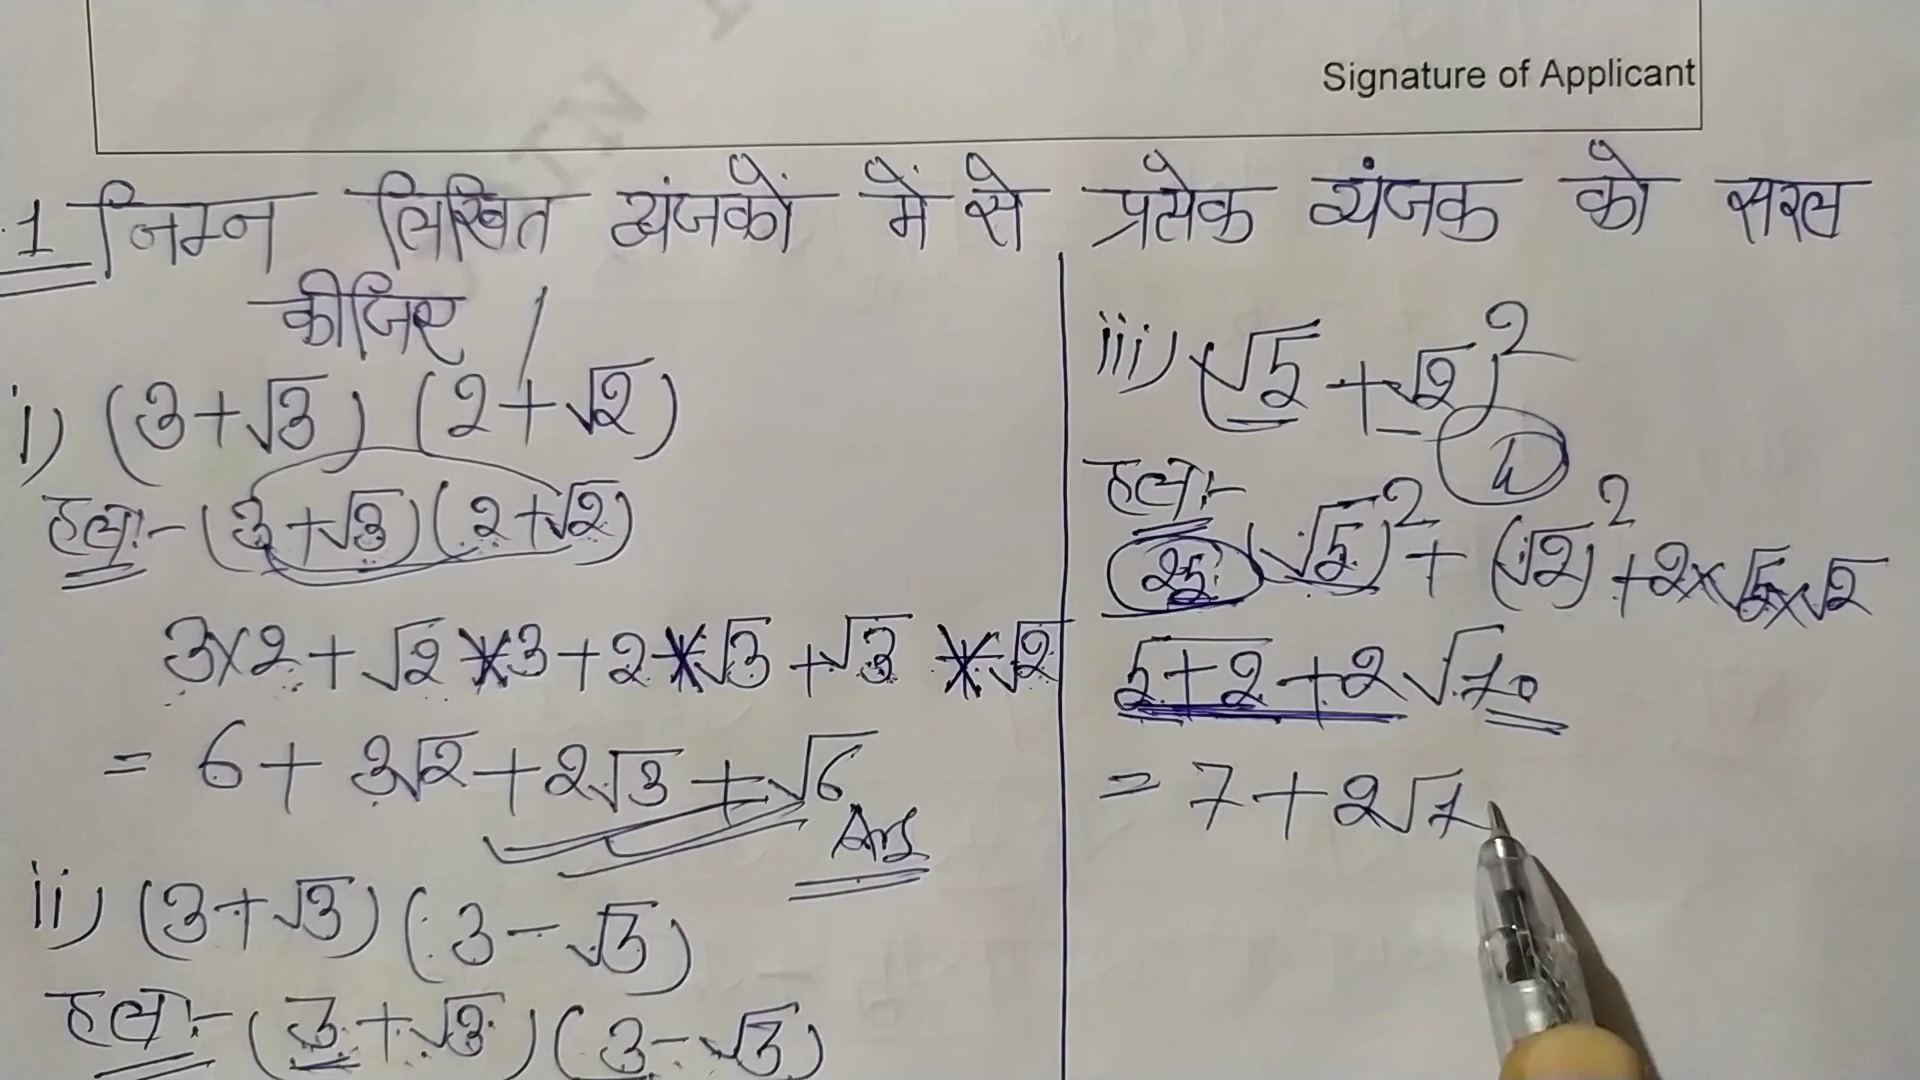 Signature of Applicant
1 निम्न लिखित व्यंजकों में से प्रत्येक व्यंजक को सरल
कीजिए /
i) (3+√3) (2+√2)
हल:- (3+√3)(2+√2)
3×2+√2×3+2×√3+√3×√2
= 6+3√2+2√3+√6
Ans
ii) (3+√3)(3-√3)
हल:- (3+√3)(3-√3)
iii) (√5+√2)²
हल:-
25 (√5)²+(√2)²+2×√5×√2
5+2+2√10
= 7+2√1